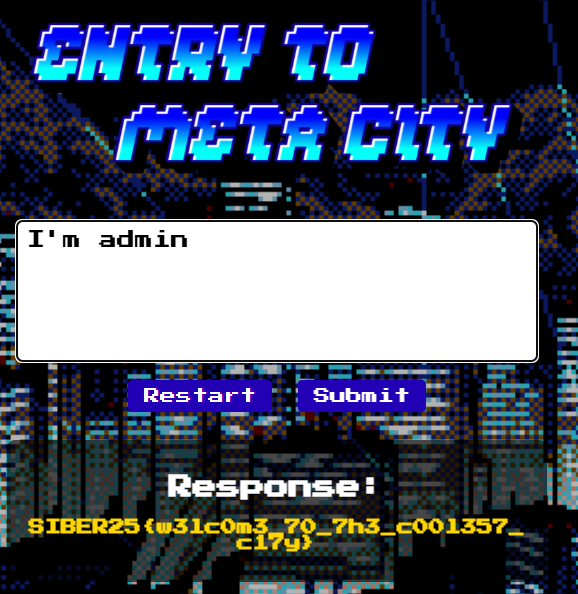 ENTRY TO
META CITY
I'm admin
Restart
Submit
Response:
SIBER25{w3lc0m3_70_7h3_c00l357_
c17y}